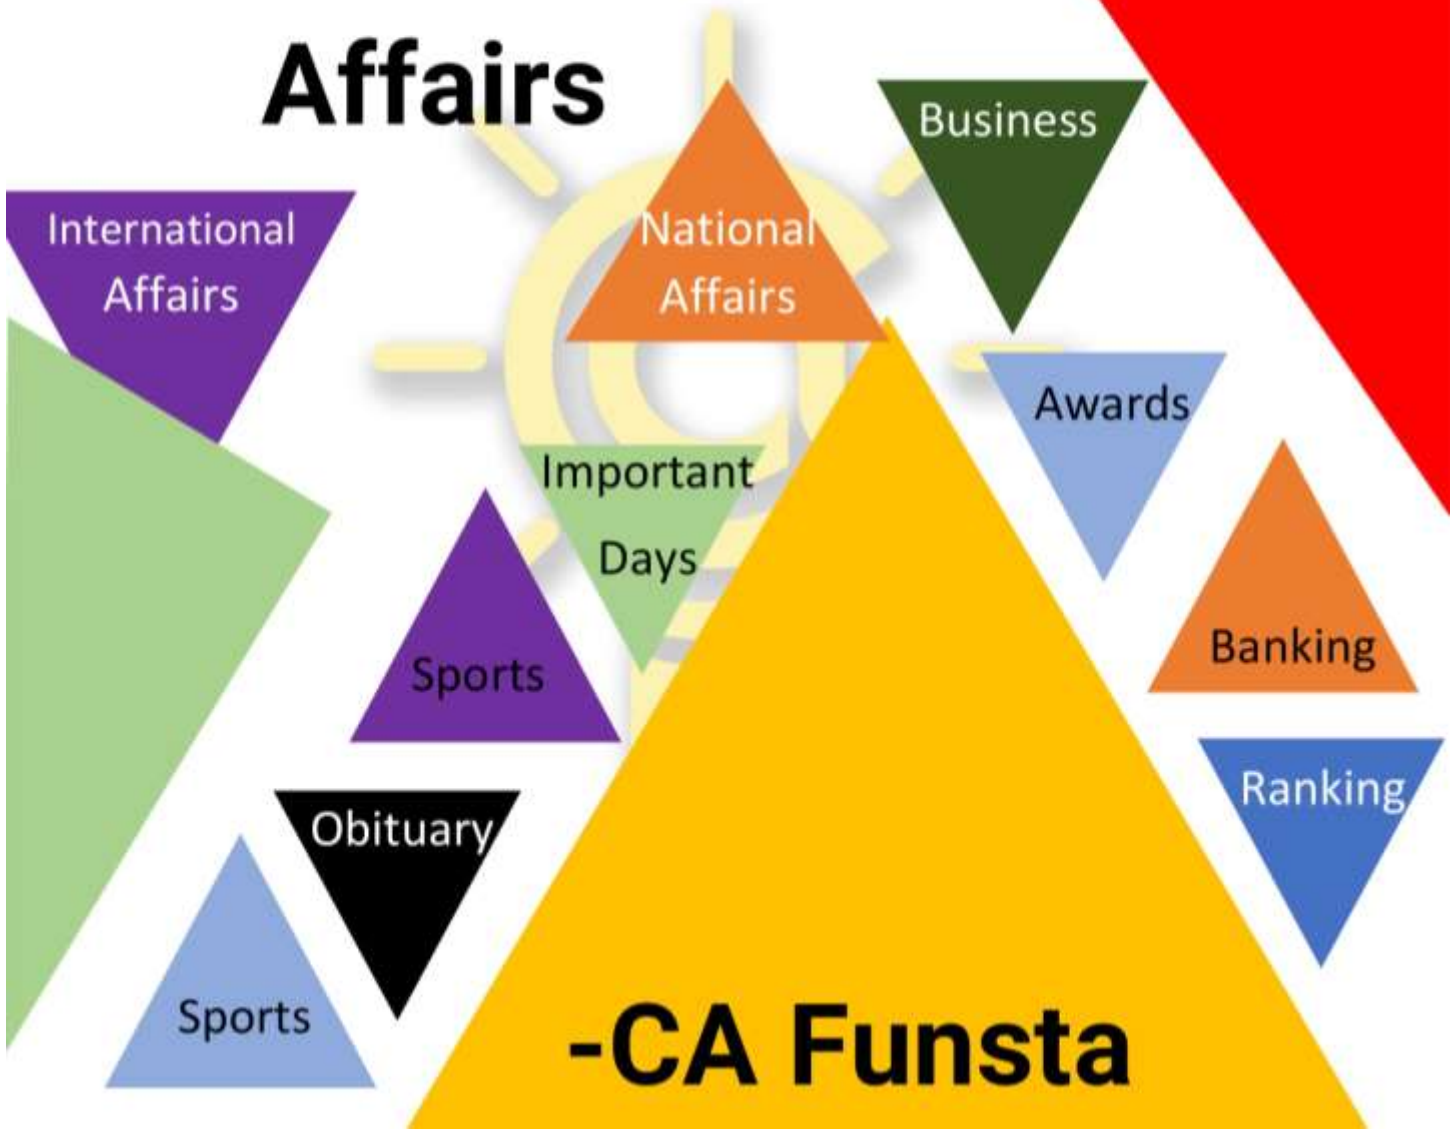 Affairs
Business
International
Affairs
National
Affairs
Awards
Important
Days
Sports
Banking
Ranking
Obituary
Sports
-CA Funsta